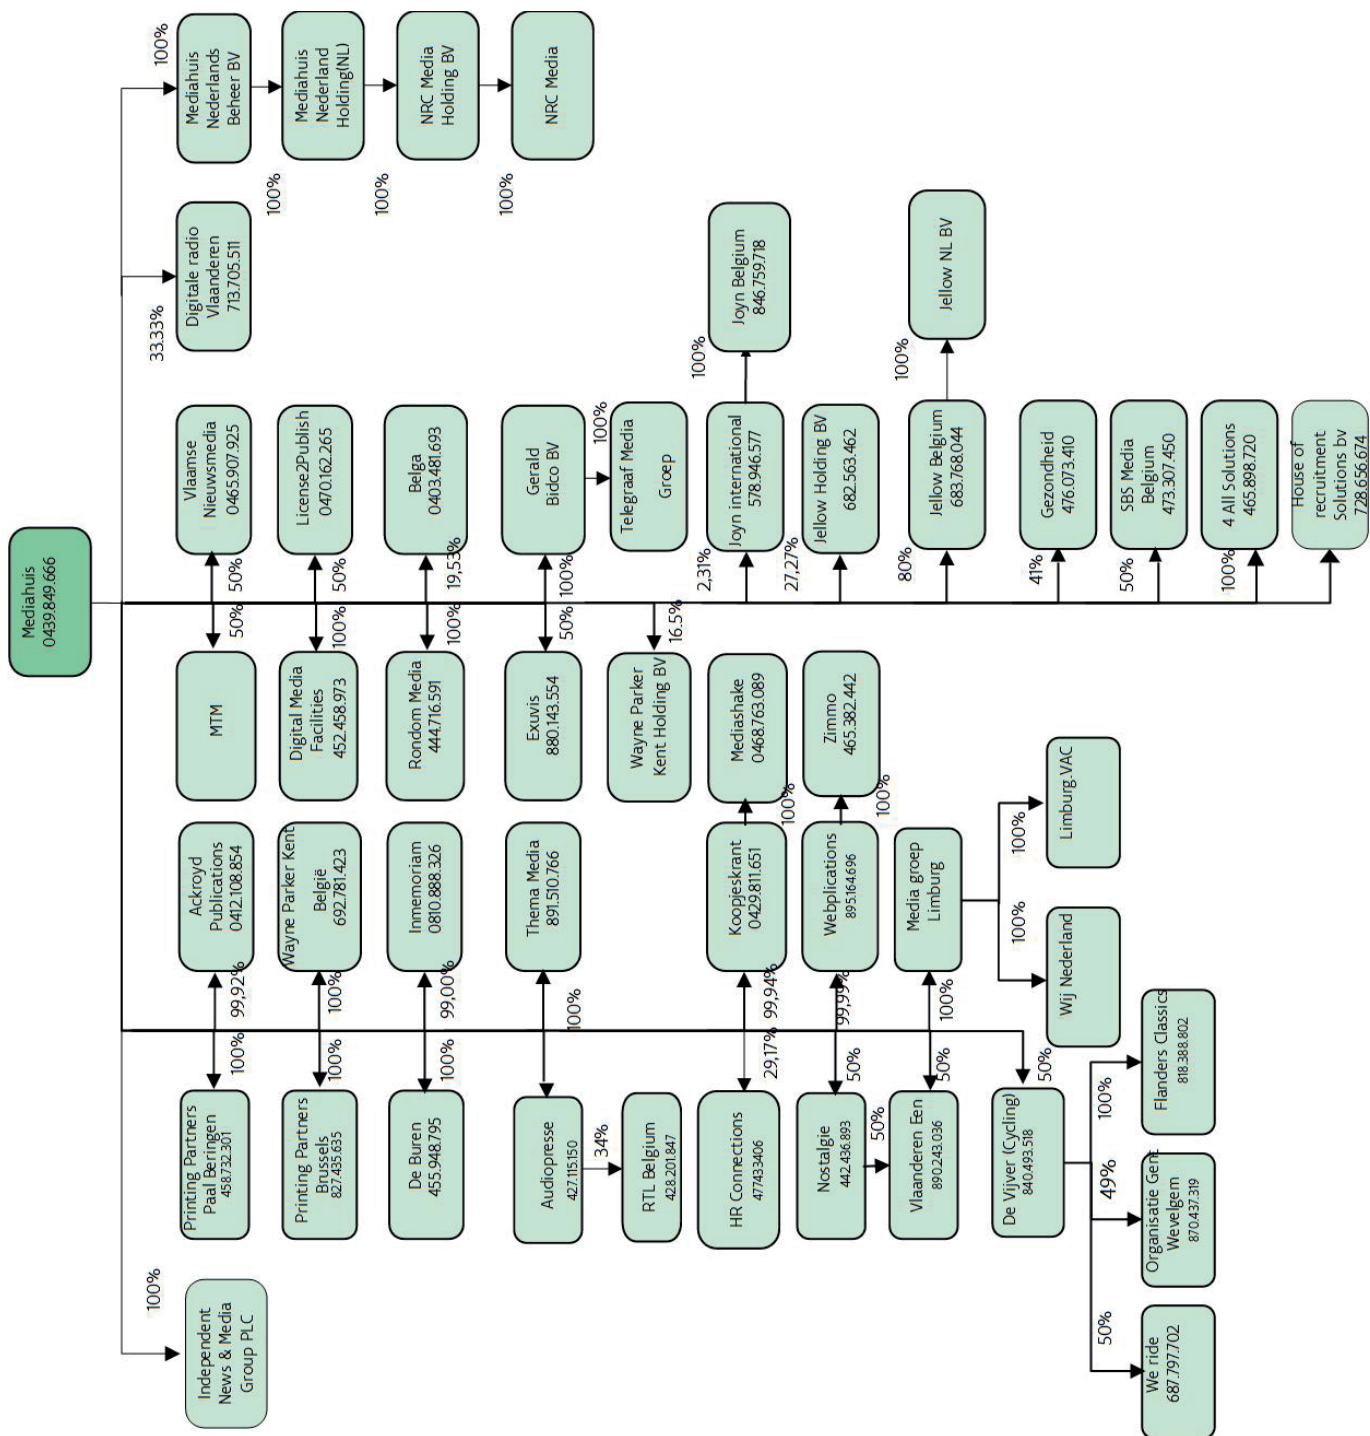 Mediahuis
0439.849.666
100%
Independent
News & Media
Group PLC
Printing Partners
Paal Beringen
458.732.301
100%
Ackroyd
Publications
0412.108.854
99,92%
MTM
50%
Vlaamse
Nieuwsmedia
0465.907.925
50%
33.33%
Digitale radio
Vlaanderen
713.705.511
100%
Mediahuis
Nederlands
Beheer BV
Printing Partners
Brussels
827.435.635
100%
Wayne Parker Kent
België
692.781.423
100%
Digital Media
Facilities
452.458.973
100%
License2Publish
0470.162.265
50%
100%
Mediahuis
Nederland
Holding(NL)
De Buren
455.948.795
100%
Inmemoriam
0810.888.326
99,00%
Rondom Media
444.716.591
100%
Belga
0403.481.693
19,53%
100%
NRC Media
Holding BV
Audiopresse
427.115.150
Thema Media
891.510.766
100%
Exuvis
880.143.554
50%
Gerald
Bidco BV
100%
100%
NRC Media
34%
RTL Belgium
428.201.847
Wayne Parker
Kent Holding BV
16.5%
100%
Telegraaf Media
Groep
HR Connections
477433406
29,17%
Koopjeskrant
0429.811.651
99,94%
Mediashake
0468.763.089
100%
2,31%
Joyn international
578.946.577
100%
Joyn Belgium
846.759.718
Nostalgie
442.436.893
50%
Webplications
895.164.696
99,99%
Zimmo
465.382.442
100%
27,27%
Jellow Holding BV
682.563.462
50%
Vlaanderen Een
890.243.036
50%
Media groep
Limburg
100%
80%
Jellow Belgium
683.768.044
100%
Jellow NL BV
De Vijver (Cycling)
840.493.518
50%
100%
Wij Nederland
100%
Limburg.VAC
41%
Gezondheid
476.073.410
50%
We ride
687.797.702
49%
Organisatie Gent
Wevelgem
870.437.319
100%
Flanders Classics
818.388.802
50%
SBS Media
Belgium
473.307.450
100%
4 All Solutions
465.898.720
House of
recruitment
Solutions bv
728.656.674